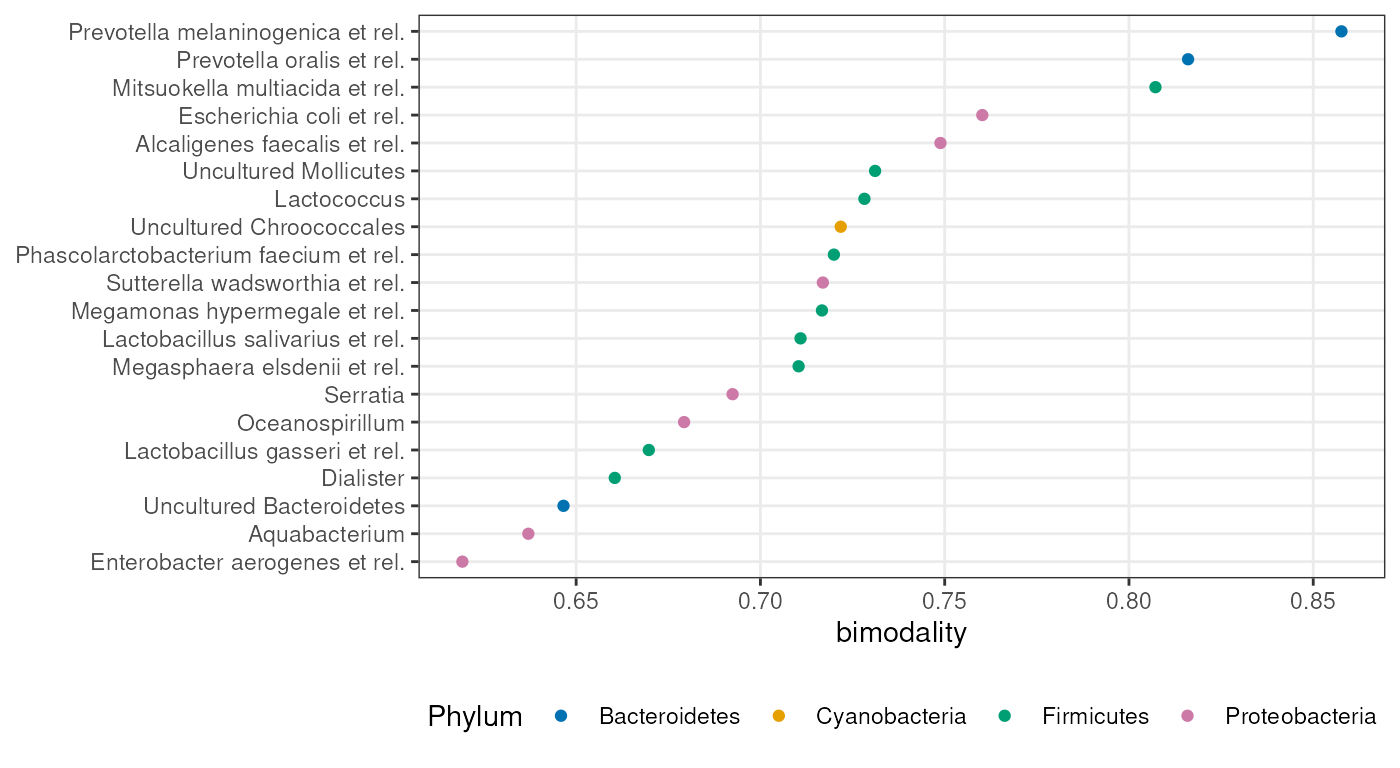 Prevotella melaninogenica et rel.
Prevotella oralis et rel.
Mitsuokella multiacida et rel.
Escherichia coli et rel.
Alcaligenes faecalis et rel.
Uncultured Mollicutes
Lactococcus
Uncultured Chroococcales
Phascolarctobacterium faecium et rel.
Sutterella wadsworthia et rel.
Megamonas hypermegale et rel.
Lactobacillus salivarius et rel.
Megasphaera elsdenii et rel.
Serratia
Oceanospirillum
Lactobacillus gasseri et rel.
Dialister
Uncultured Bacteroidetes
Aquabacterium
Enterobacter aerogenes et rel.
0.65 0.70 0.75 0.80 0.85
bimodality
Phylum Bacteroidetes Cyanobacteria Firmicutes Proteobacteria